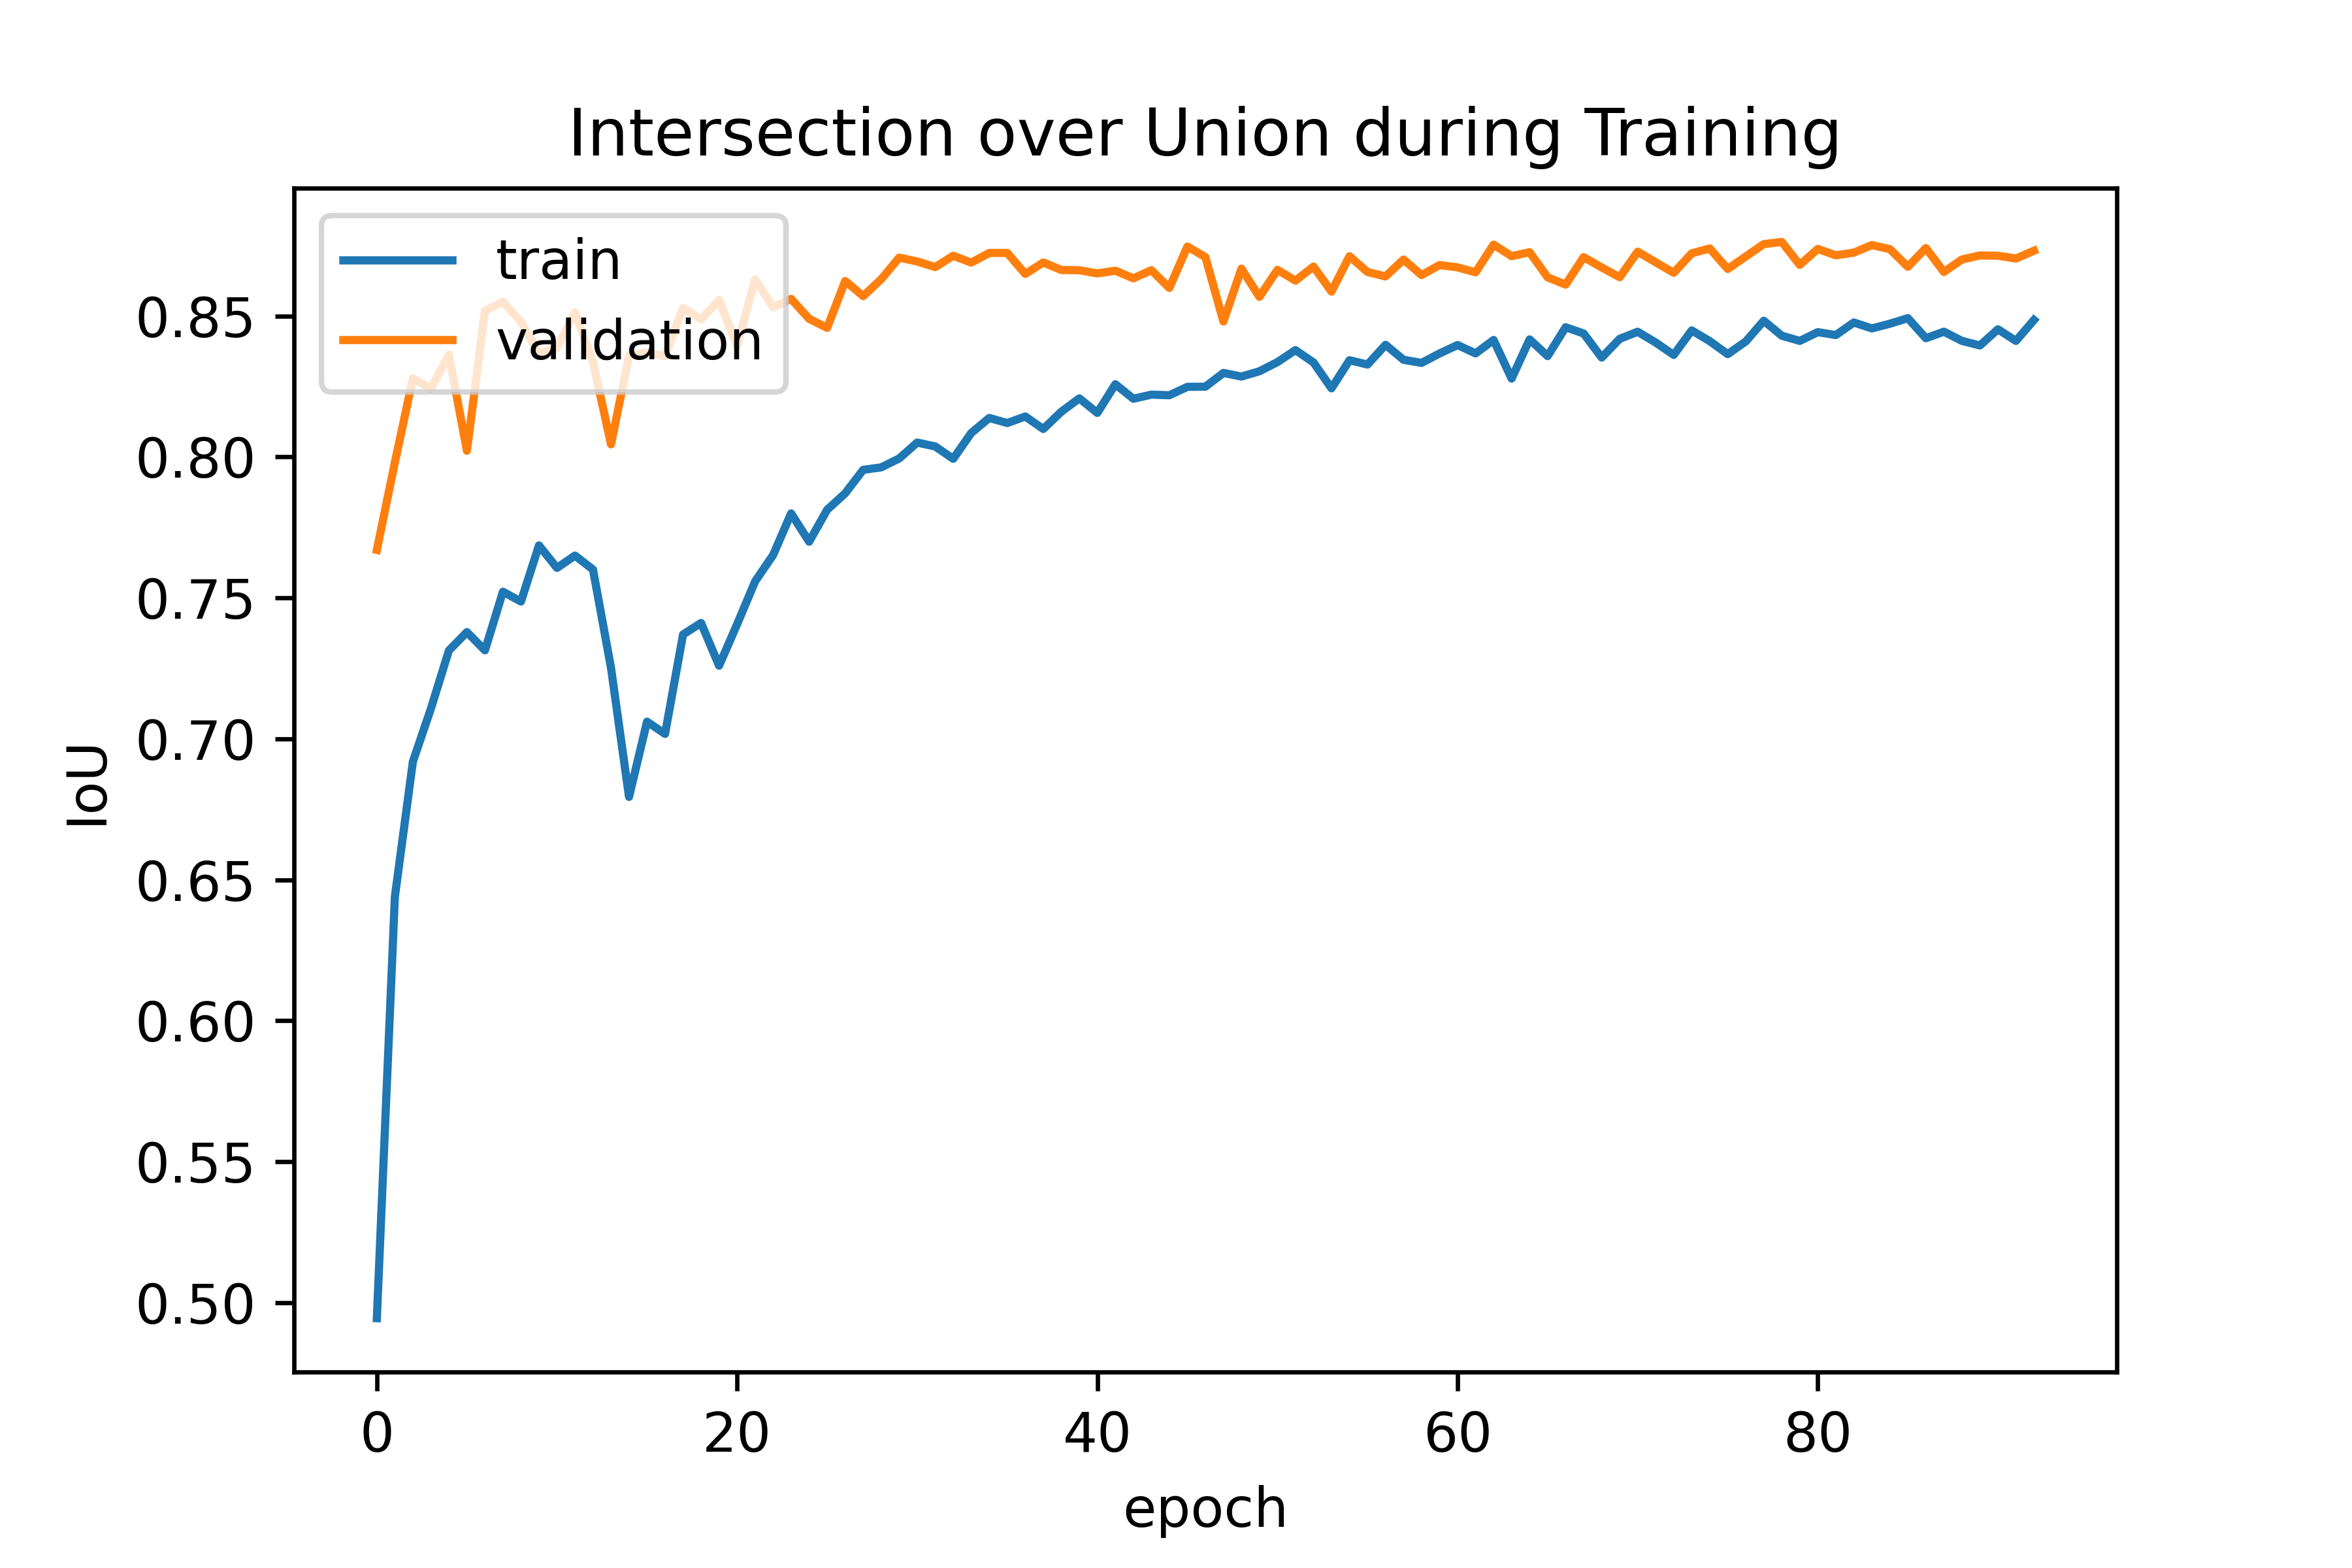 Intersection over Union during Training
train
validation
IoU
0.85
0.80
0.75
0.70
0.65
0.60
0.55
0.50
0 20 40 60 80
epoch